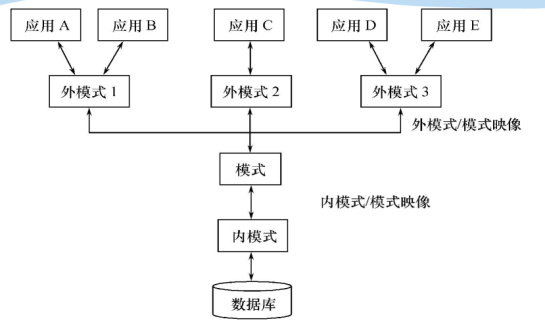 应用 A
应用 B
应用 C
应用 D
应用 E
外模式 1
外模式 2
外模式 3
外模式/模式映像
模式
内模式/模式映像
内模式
数据库